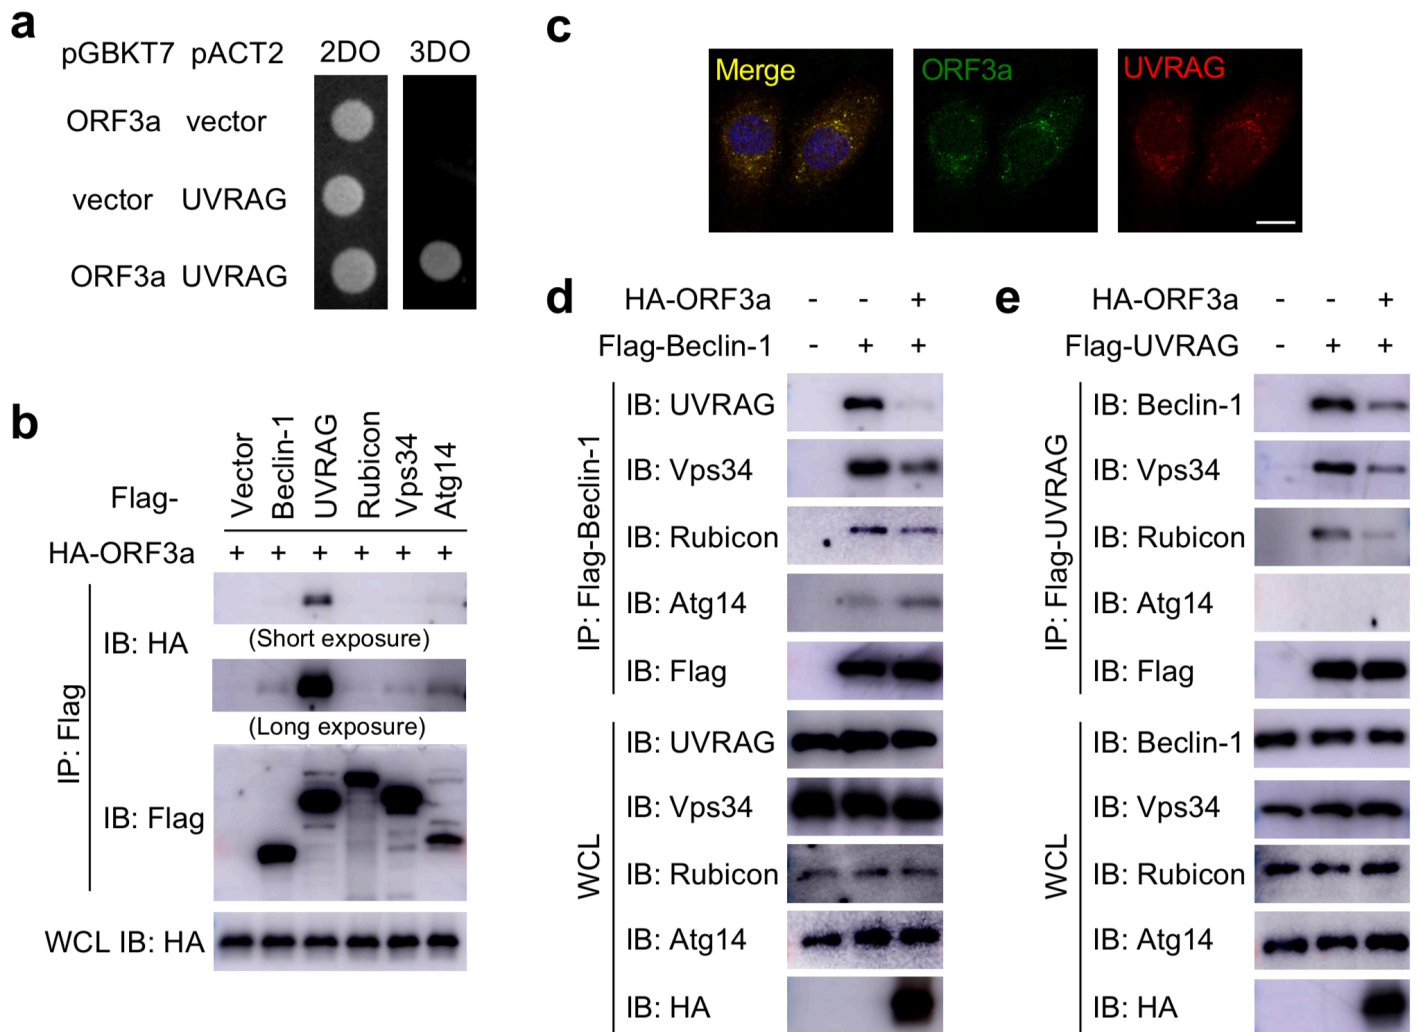 a
pGBKT7 pACT2 2DO 3DO
ORF3a vector
vector UVRAG
ORF3a UVRAG
b
Flag-
Vector
Beclin-1
UVRAG
Rubicon
Vps34
Atg14
HA-ORF3a + + + + + +
IP: Flag
IB: HA
(Short exposure)
(Long exposure)
IB: Flag
WCL IB: HA
c
Merge
ORF3a
UVRAG
d
HA-ORF3a - - +
Flag-Beclin-1 - + +
IP: Flag-Beclin-1
IB: UVRAG
IB: Vps34
IB: Rubicon
IB: Atg14
IB: Flag
WCL
IB: UVRAG
IB: Vps34
IB: Rubicon
IB: Atg14
IB: HA
e
HA-ORF3a - - +
Flag-UVRAG - + +
IP: Flag-UVRAG
IB: Beclin-1
IB: Vps34
IB: Rubicon
IB: Atg14
IB: Flag
WCL
IB: Beclin-1
IB: Vps34
IB: Rubicon
IB: Atg14
IB: HA